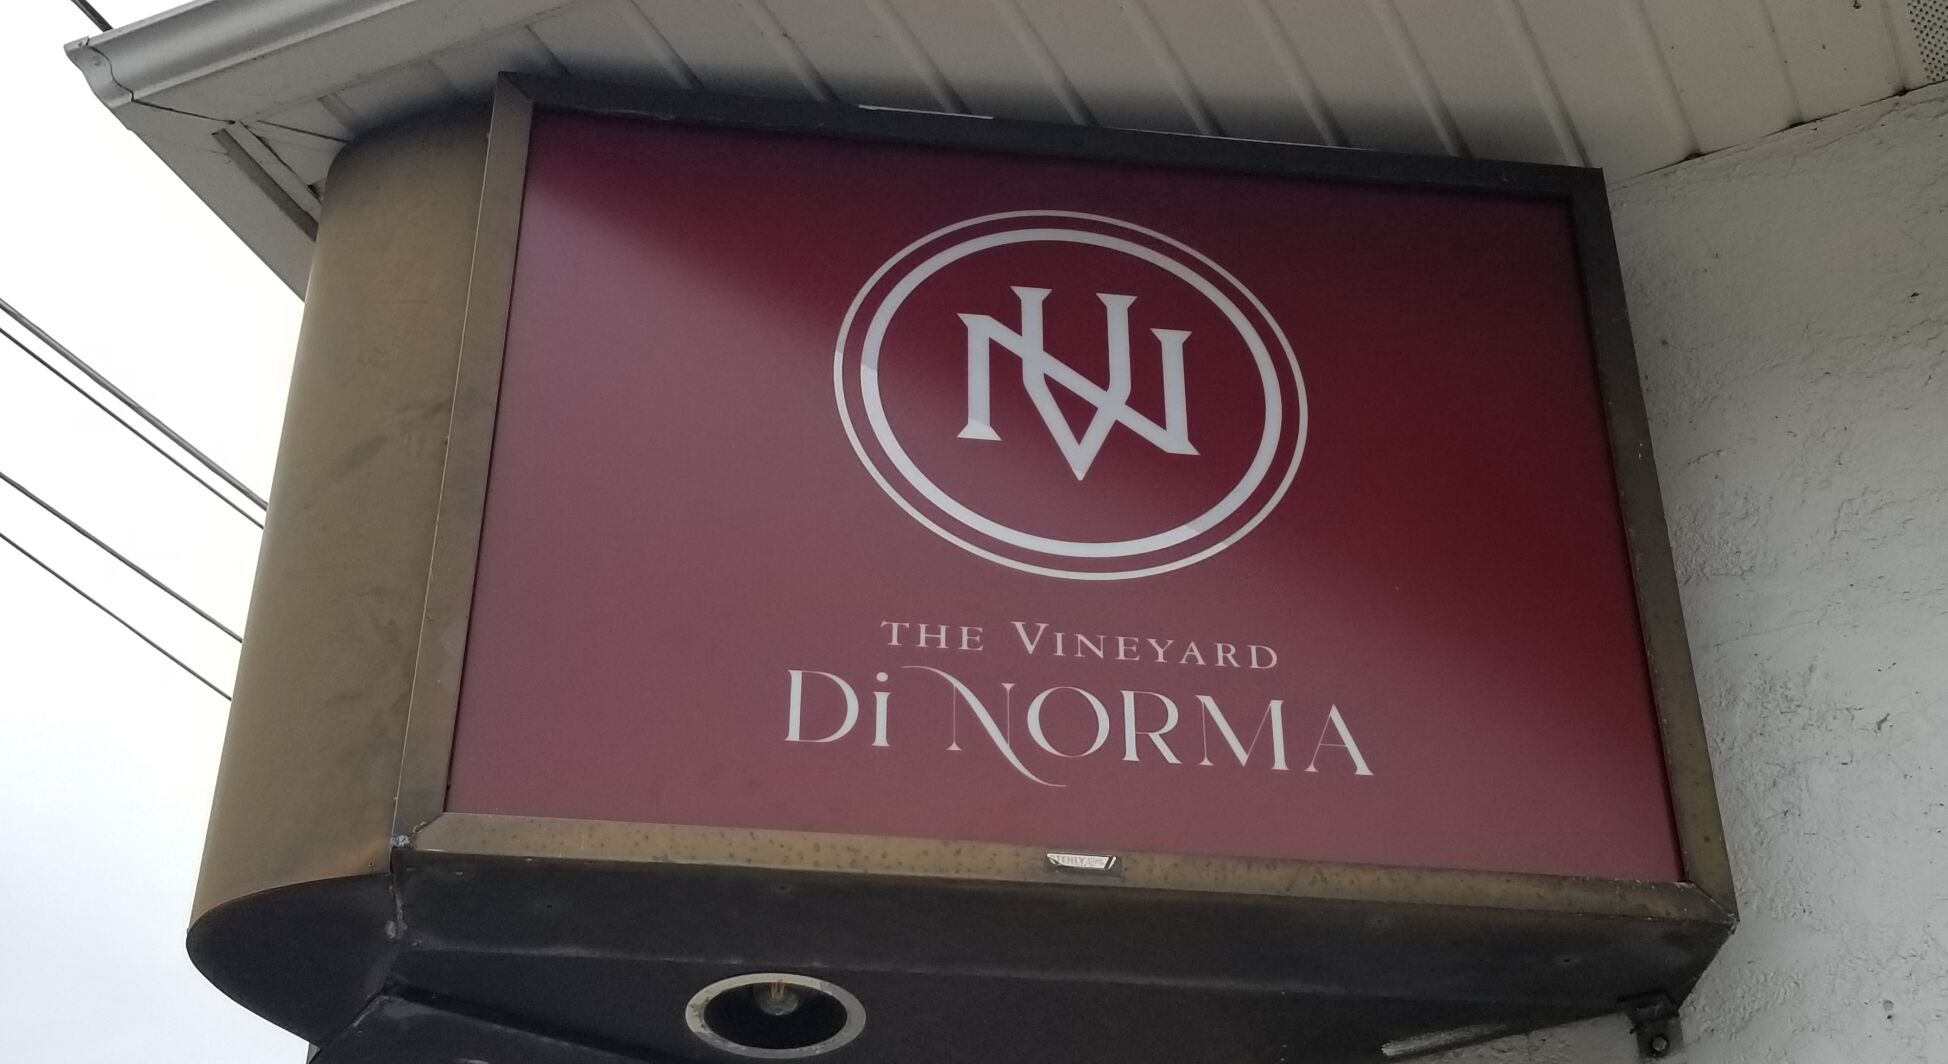 NV
THE VINEYARD
Di NORMA